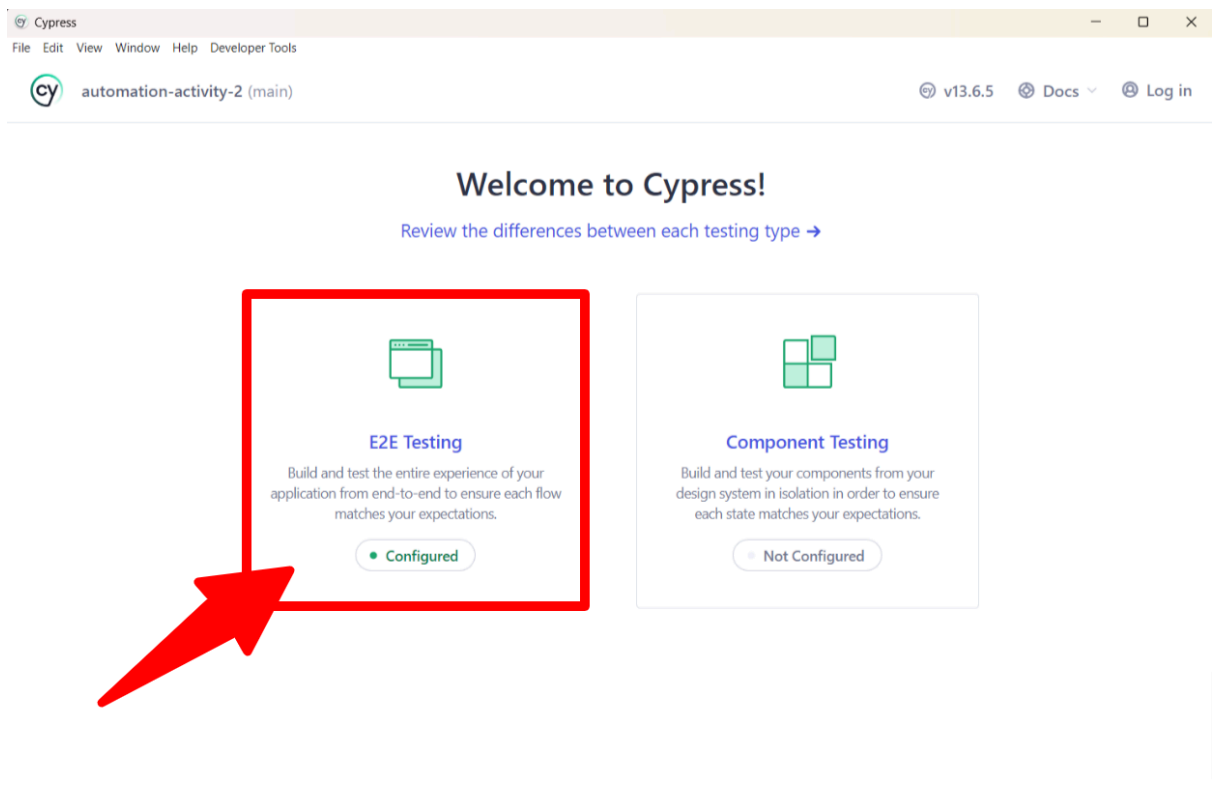 Cypress
File Edit View Window Help Developer Tools
cy automation-activity-2 (main) v13.6.5 Docs Log in
Welcome to Cypress!
Review the differences between each testing type →
E2E Testing
Build and test the entire experience of your
application from end-to-end to ensure each flow
matches your expectations.
Configured
Component Testing
Build and test your components from your
design system in isolation in order to ensure
each state matches your expectations.
Not Configured